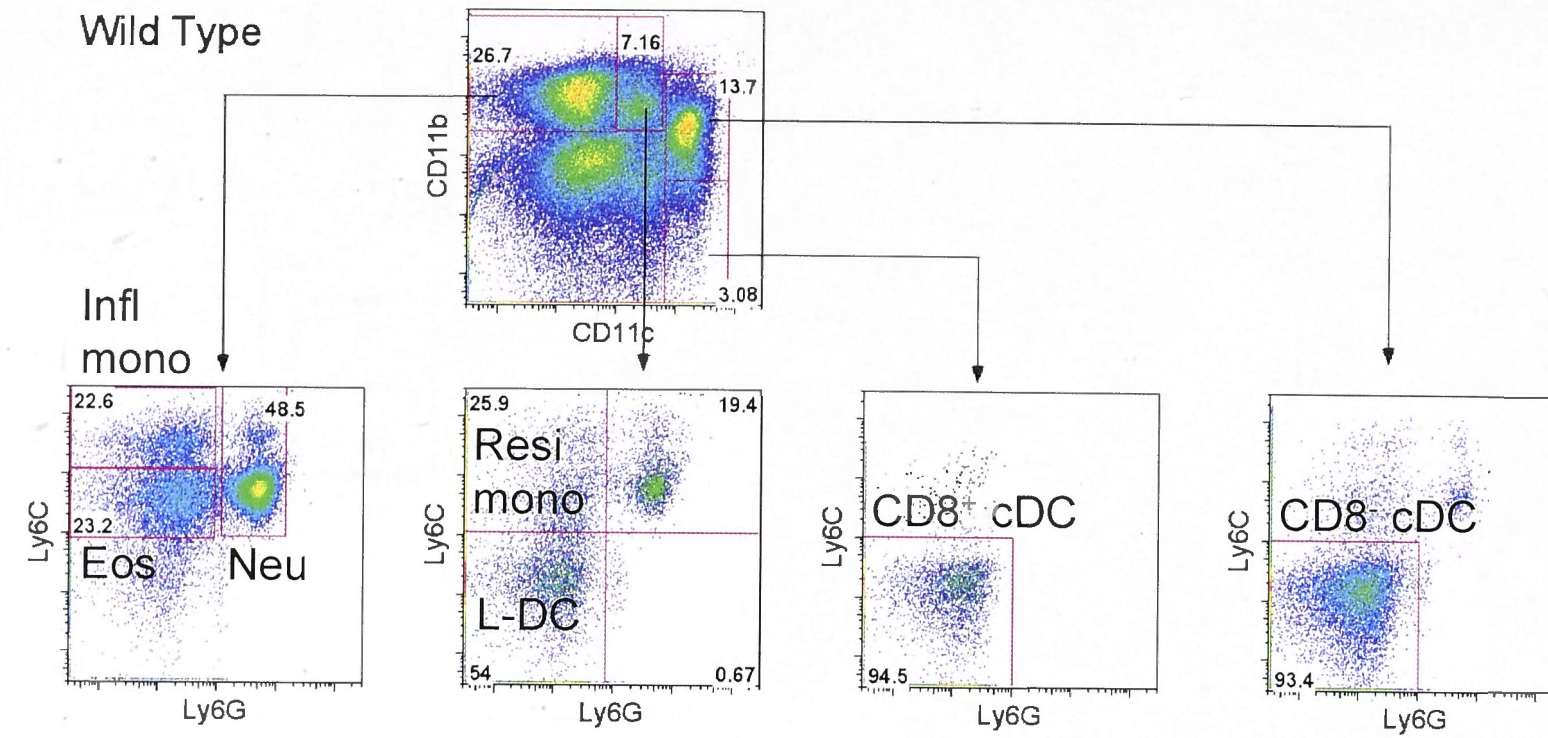 Wild Type
26.7
7.16
13.7
3.08
CD11b
CD11c
Infl
mono
22.6
48.5
23.2
Eos
Neu
Ly6C
Ly6G
25.9
19.4
Resi
mono
L-DC
54
0.67
Ly6C
Ly6G
CD8+ cDC
94.5
Ly6C
Ly6G
CD8- cDC
93.4
Ly6C
Ly6G